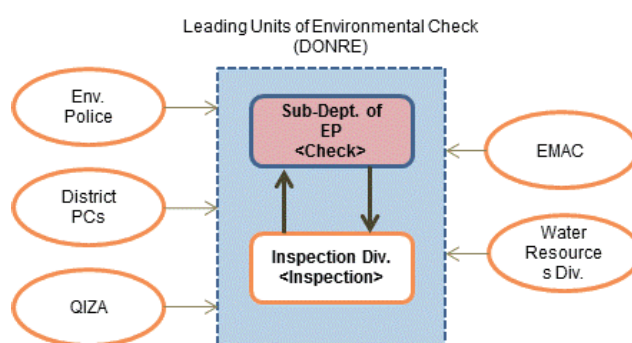 Leading Units of Environmental Check
(DONRE)
Env.
Police
Sub-Dept. of
EP
<Check>
EMAC
District
PCs
Inspection Div.
<Inspection>
Water
Resource
s Div.
QIZA